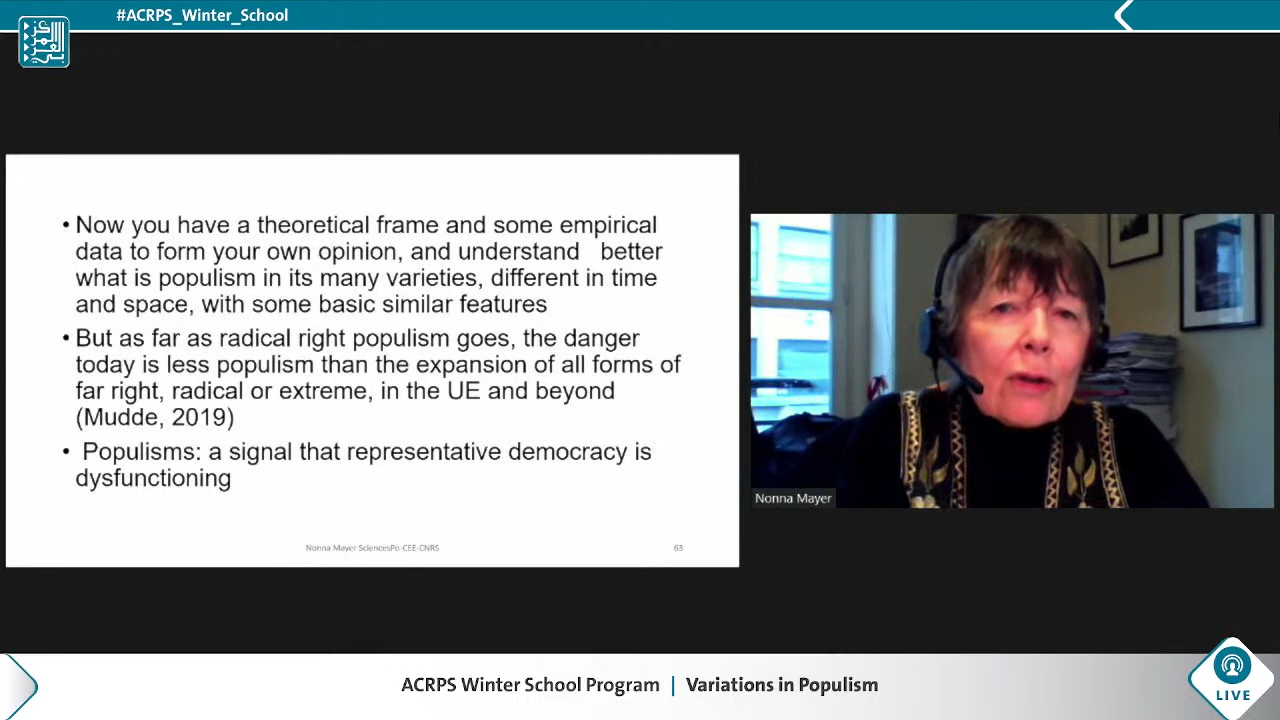 #ACRPS_Winter_School
• Now you have a theoretical frame and some empirical
data to form your own opinion, and understand better
what is populism in its many varieties, different in time
and space, with some basic similar features
• But as far as radical right populism goes, the danger
today is less populism than the expansion of all forms of
far right, radical or extreme, in the UE and beyond
(Mudde, 2019)
• Populisms: a signal that representative democracy is
dysfunctioning
Nonna Mayer SciencesPo-CEE-CNRS
63
Nonna Mayer
ACRPS Winter School Program | Variations in Populism
LIVE